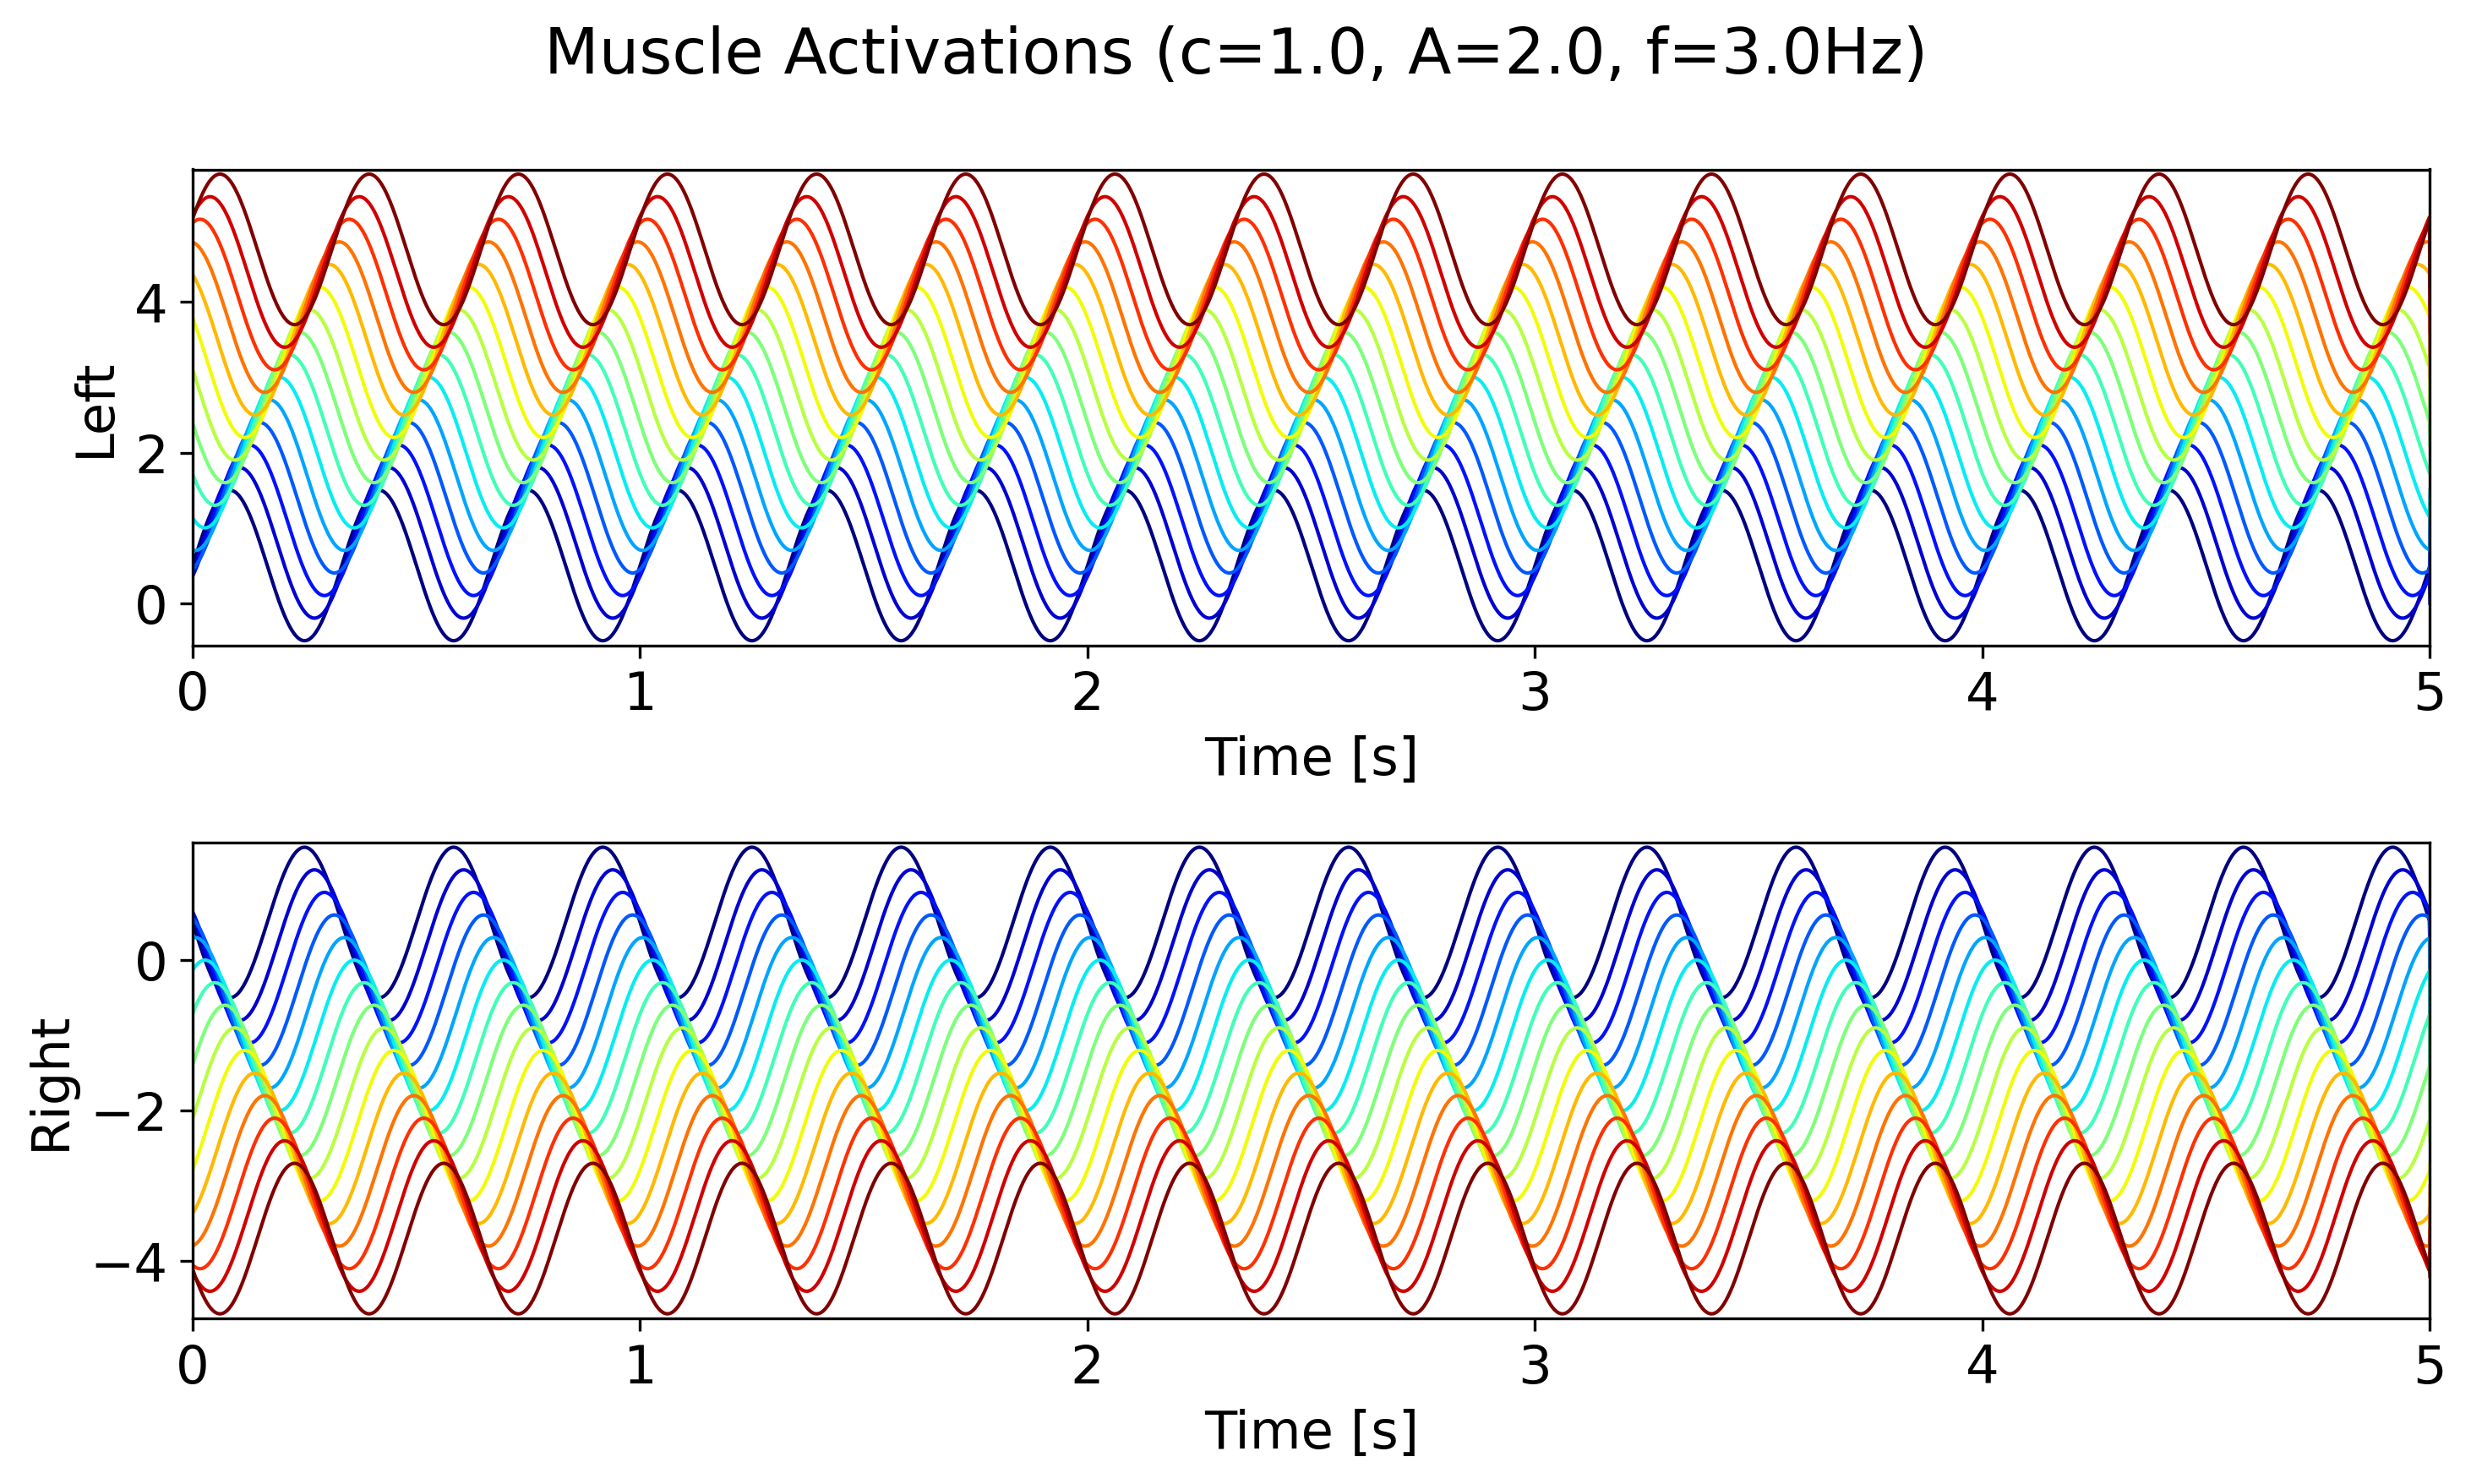 Muscle Activations (c=1.0, A=2.0, f=3.0Hz)
4
2
0
Left
0 1 2 3 4 5
Time [s]
0
−2
−4
Right
0 1 2 3 4 5
Time [s]